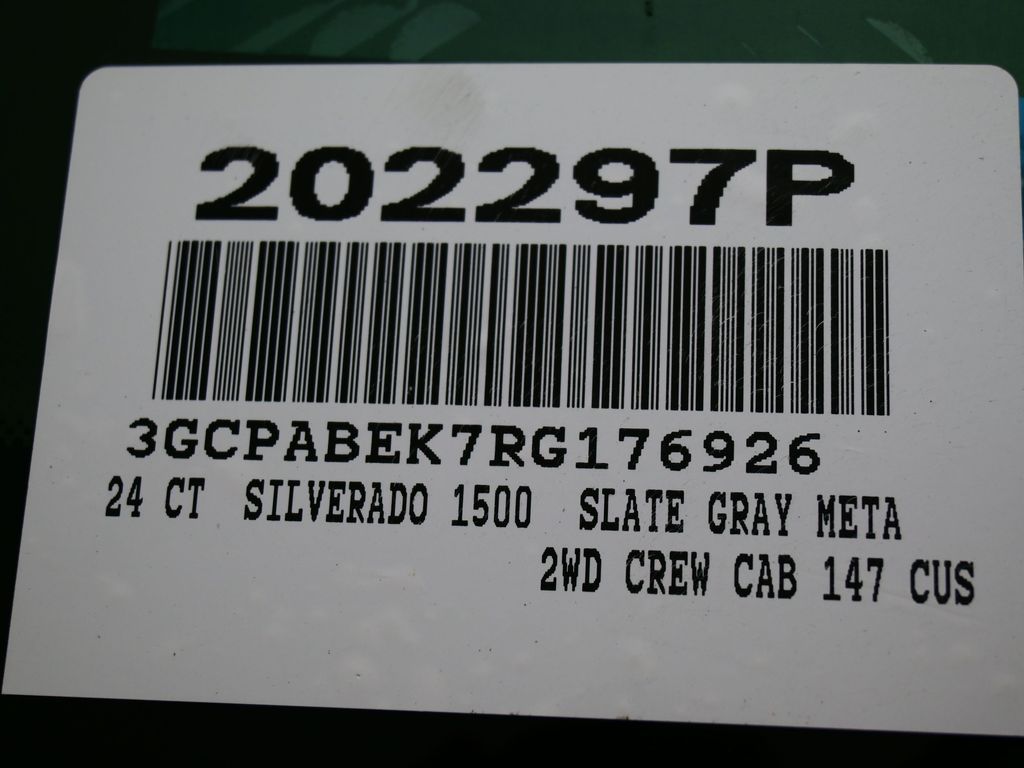 202297P
3GCPABEK7RG176926
24 CT SILVERADO 1500 SLATE GRAY META
2WD CREW CAB 147 CUS